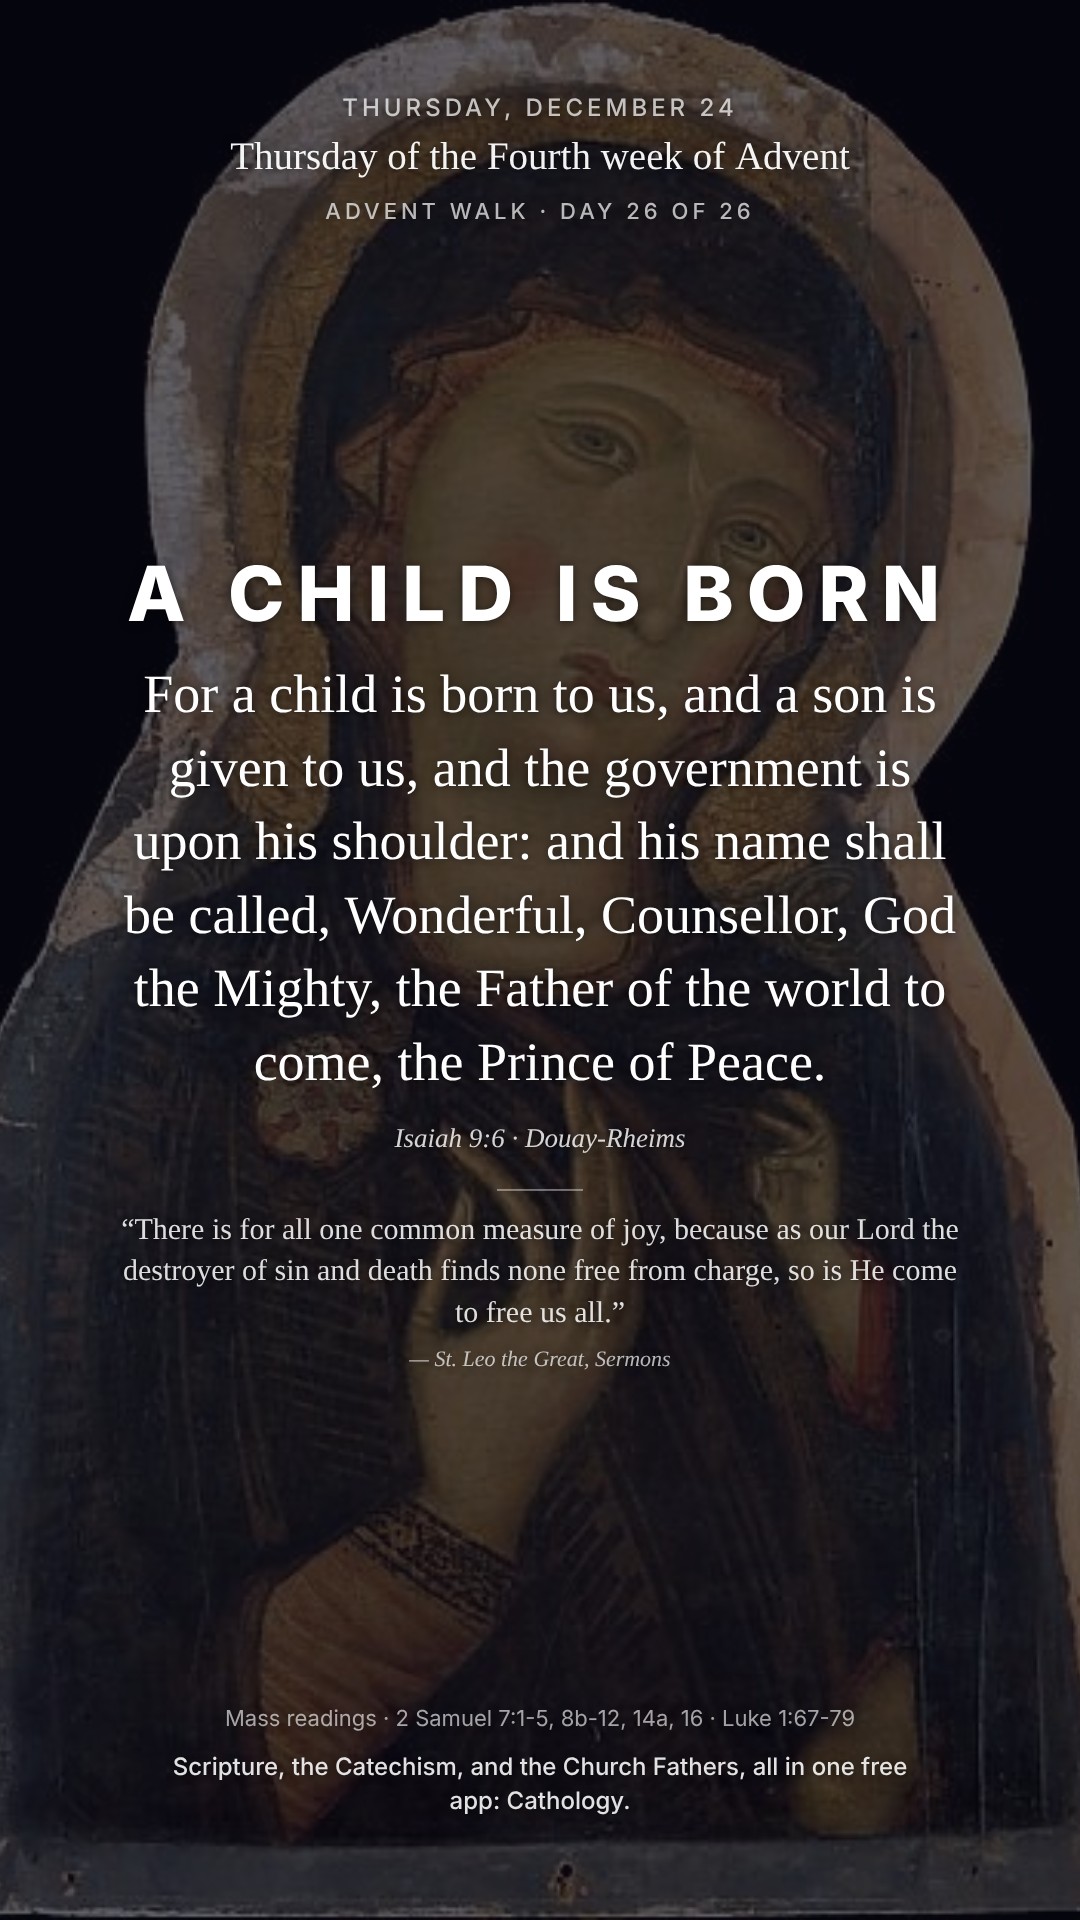 THURSDAY, DECEMBER 24
Thursday of the Fourth week of Advent
ADVENT WALK · DAY 26 OF 26
A CHILD IS BORN
For a child is born to us, and a son is
given to us, and the government is
upon his shoulder: and his name shall
be called, Wonderful, Counsellor, God
the Mighty, the Father of the world to
come, the Prince of Peace.
Isaiah 9:6 · Douay-Rheims
“There is for all one common measure of joy, because as our Lord the
destroyer of sin and death finds none free from charge, so is He come
to free us all.”
— St. Leo the Great, Sermons
Mass readings · 2 Samuel 7:1-5, 8b-12, 14a, 16 · Luke 1:67-79
Scripture, the Catechism, and the Church Fathers, all in one free
app: Cathology.